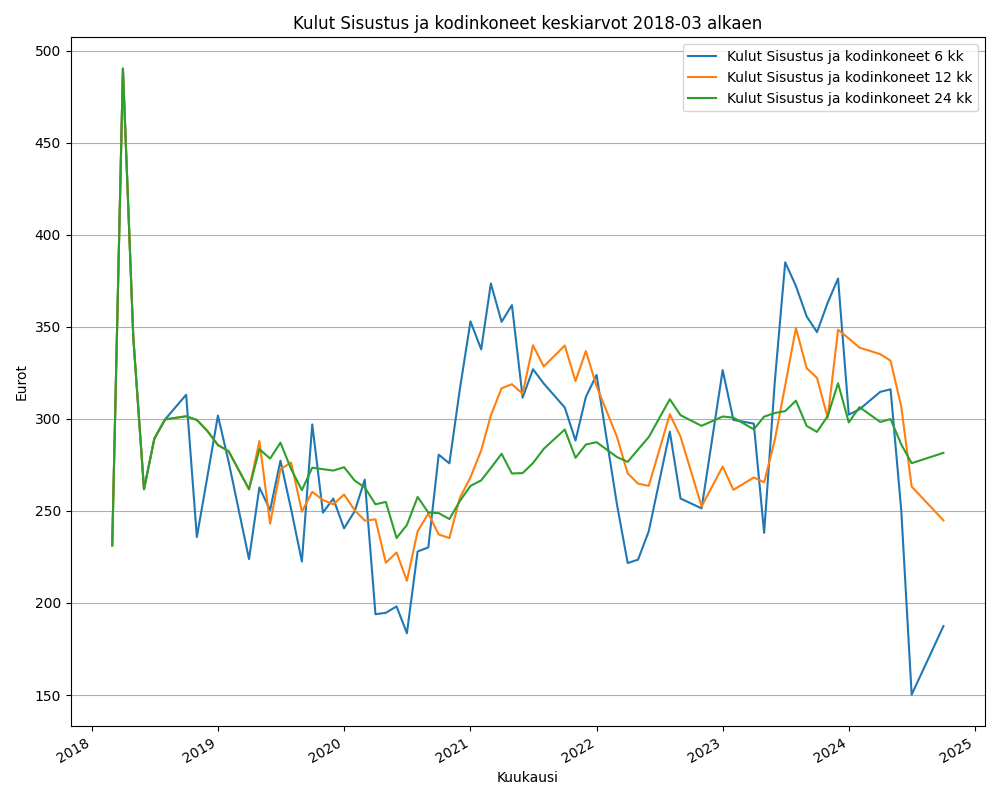 Kulut Sisustus ja kodinkoneet keskiarvot 2018-03 alkaen
Kulut Sisustus ja kodinkoneet 6 kk
Kulut Sisustus ja kodinkoneet 12 kk
Kulut Sisustus ja kodinkoneet 24 kk
500
450
400
350
300
250
200
150
Eurot
2018
2019
2020
2021
2022
2023
2024
2025
Kuukausi